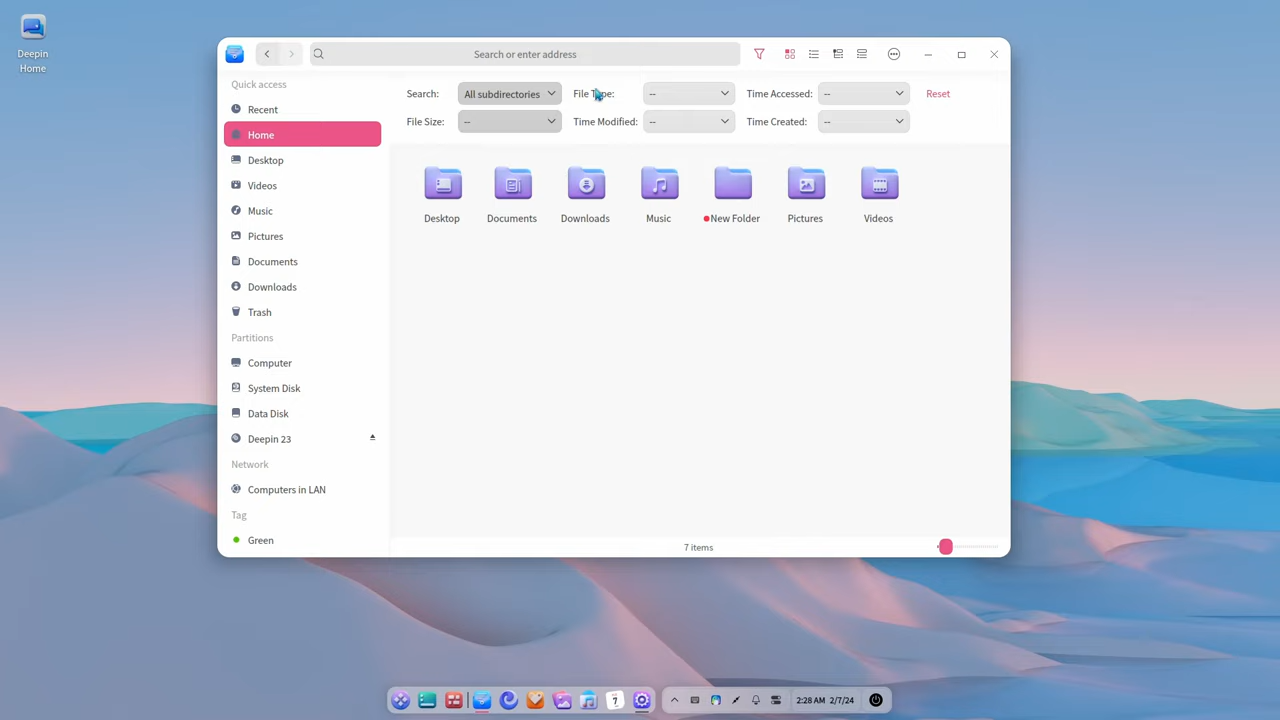 Deepin
Home
Search or enter address
Quick access
Recent
Home
Desktop
Videos
Music
Pictures
Documents
Downloads
Trash
Partitions
Computer
System Disk
Data Disk
Deepin 23
Network
Computers in LAN
Tag
Green
Search: All subdirectories File Type: -- Time Accessed: -- Reset
File Size: -- Time Modified: -- Time Created: --
Desktop Documents Downloads Music New Folder Pictures Videos
7 items
7
2:28 AM 2/7/24